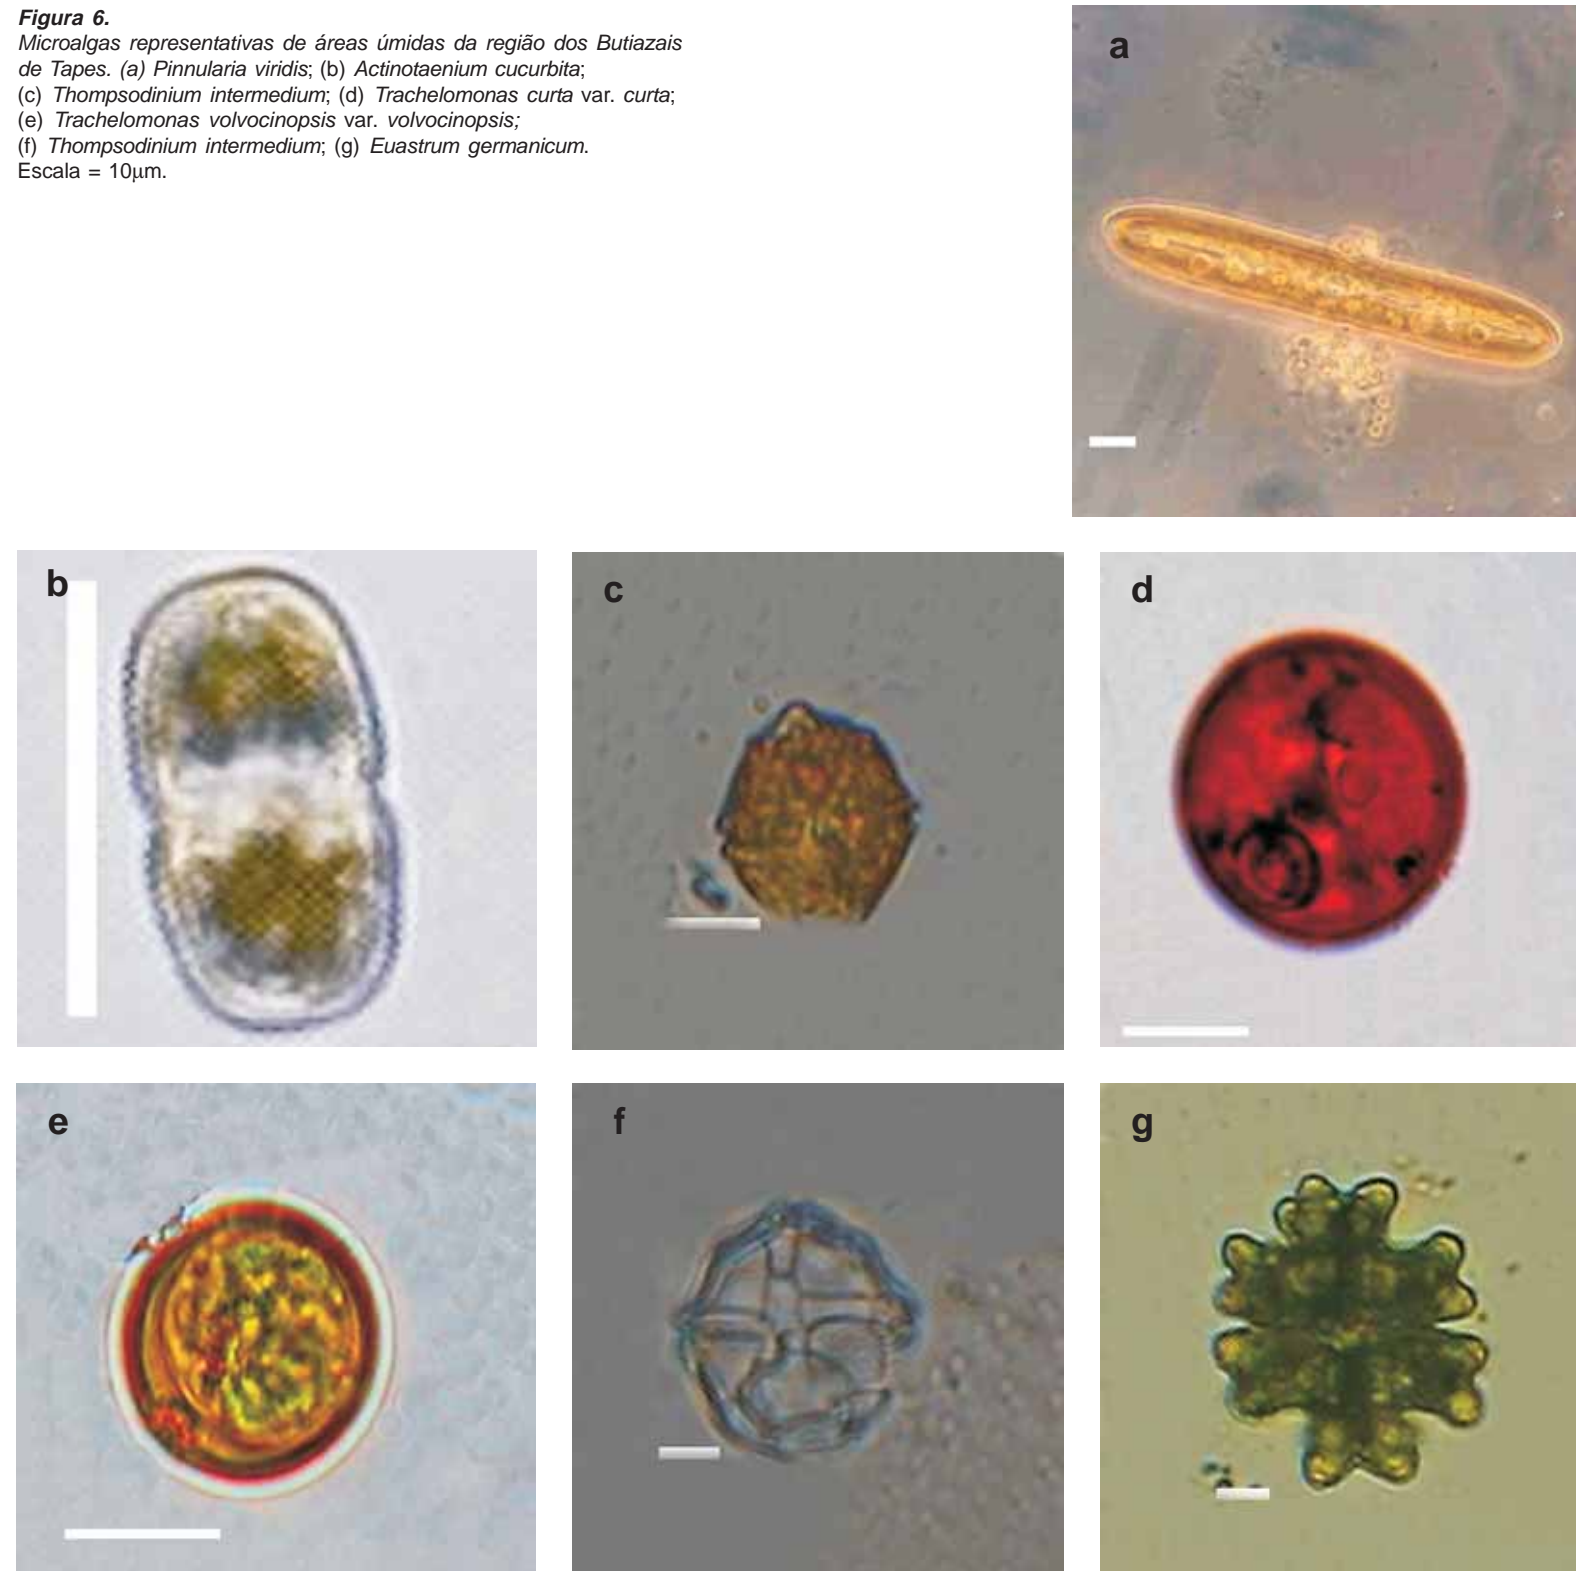 Figura 6.
Microalgas representativas de áreas úmidas da região dos Butiazais
de Tapes. (a) Pinnularia viridis; (b) Actinotaenium cucurbita;
(c) Thompsodinium intermedium; (d) Trachelomonas curta var. curta;
(e) Trachelomonas volvocinopsis var. volvocinopsis;
(f) Thompsodinium intermedium; (g) Euastrum germanicum.
Escala = 10μm.
a
b
c
d
e
f
g